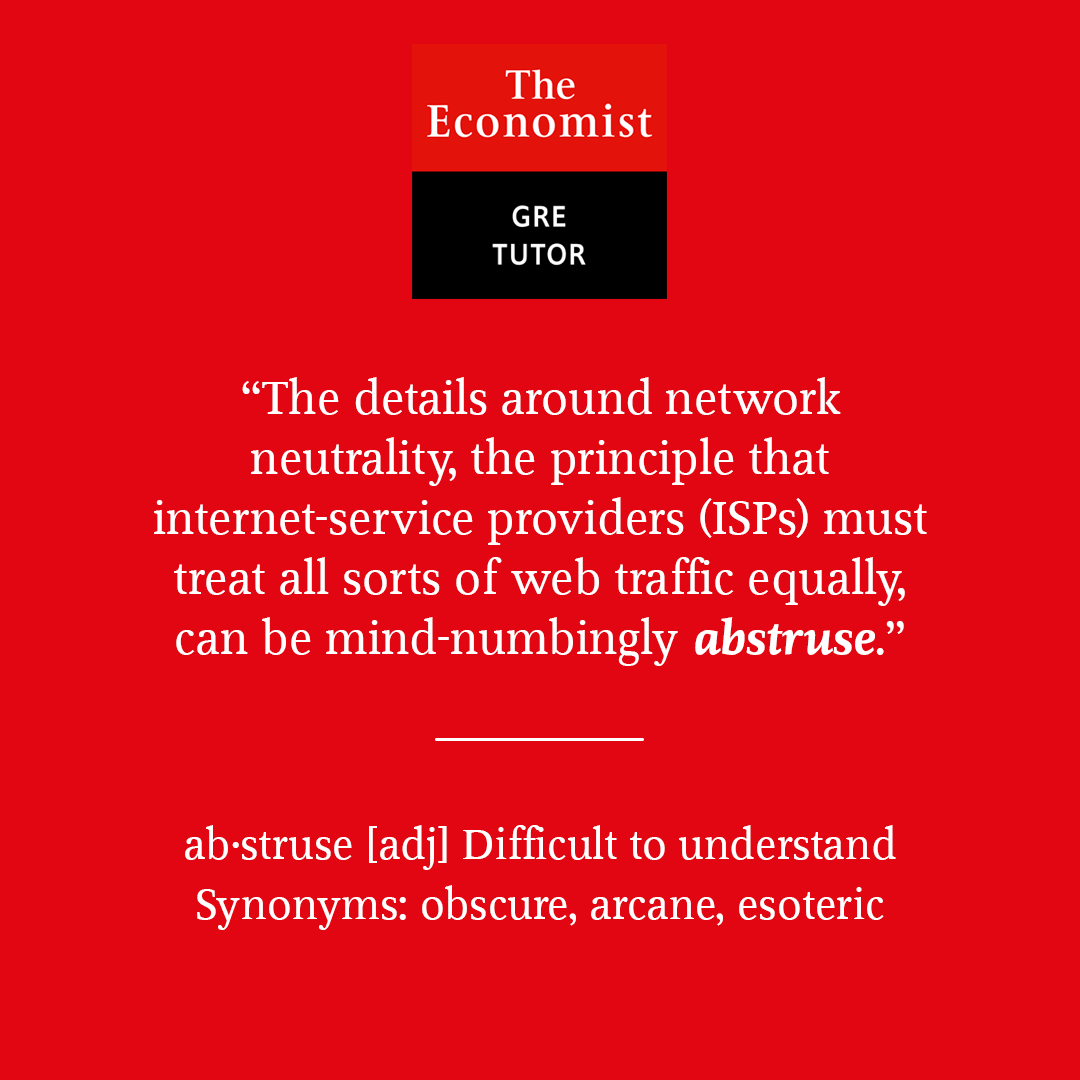 The
Economist
GRE
TUTOR
“The details around network
neutrality, the principle that
internet-service providers (ISPs) must
treat all sorts of web traffic equally,
can be mind-numbingly abstruse.”
ab·struse [adj] Difficult to understand
Synonyms: obscure, arcane, esoteric